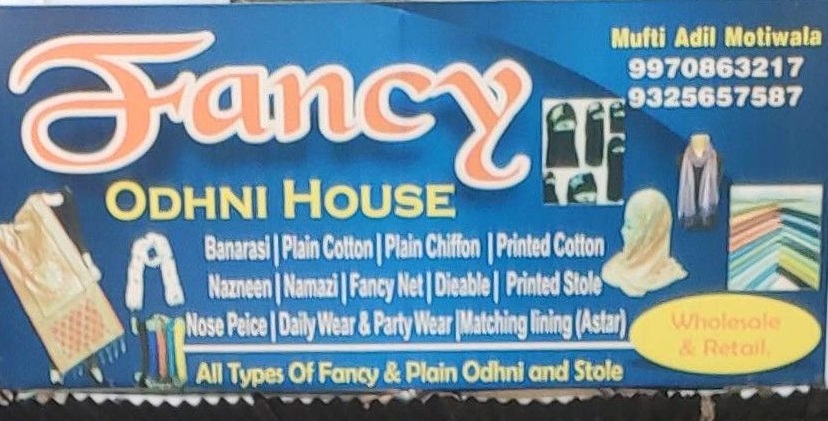 Fancy
ODHNI HOUSE
Mufti Adil Motiwala
9970863217
9325657587
Banarasi | Plain Cotton | Plain Chiffon | Printed Cotton
Nazneen | Namazi | Fancy Net | Dieable | Printed Stole
Nose Peice | Daily Wear & Party Wear | Matching lining (Astar)
All Types Of Fancy & Plain Odhni and Stole
Wholesale
& Retail.